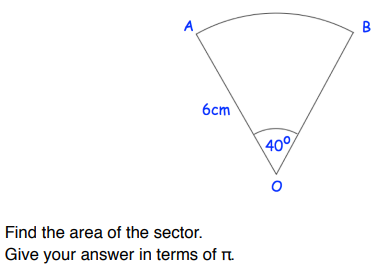 A
B
6cm
40°
O
Find the area of the sector.
Give your answer in terms of π.